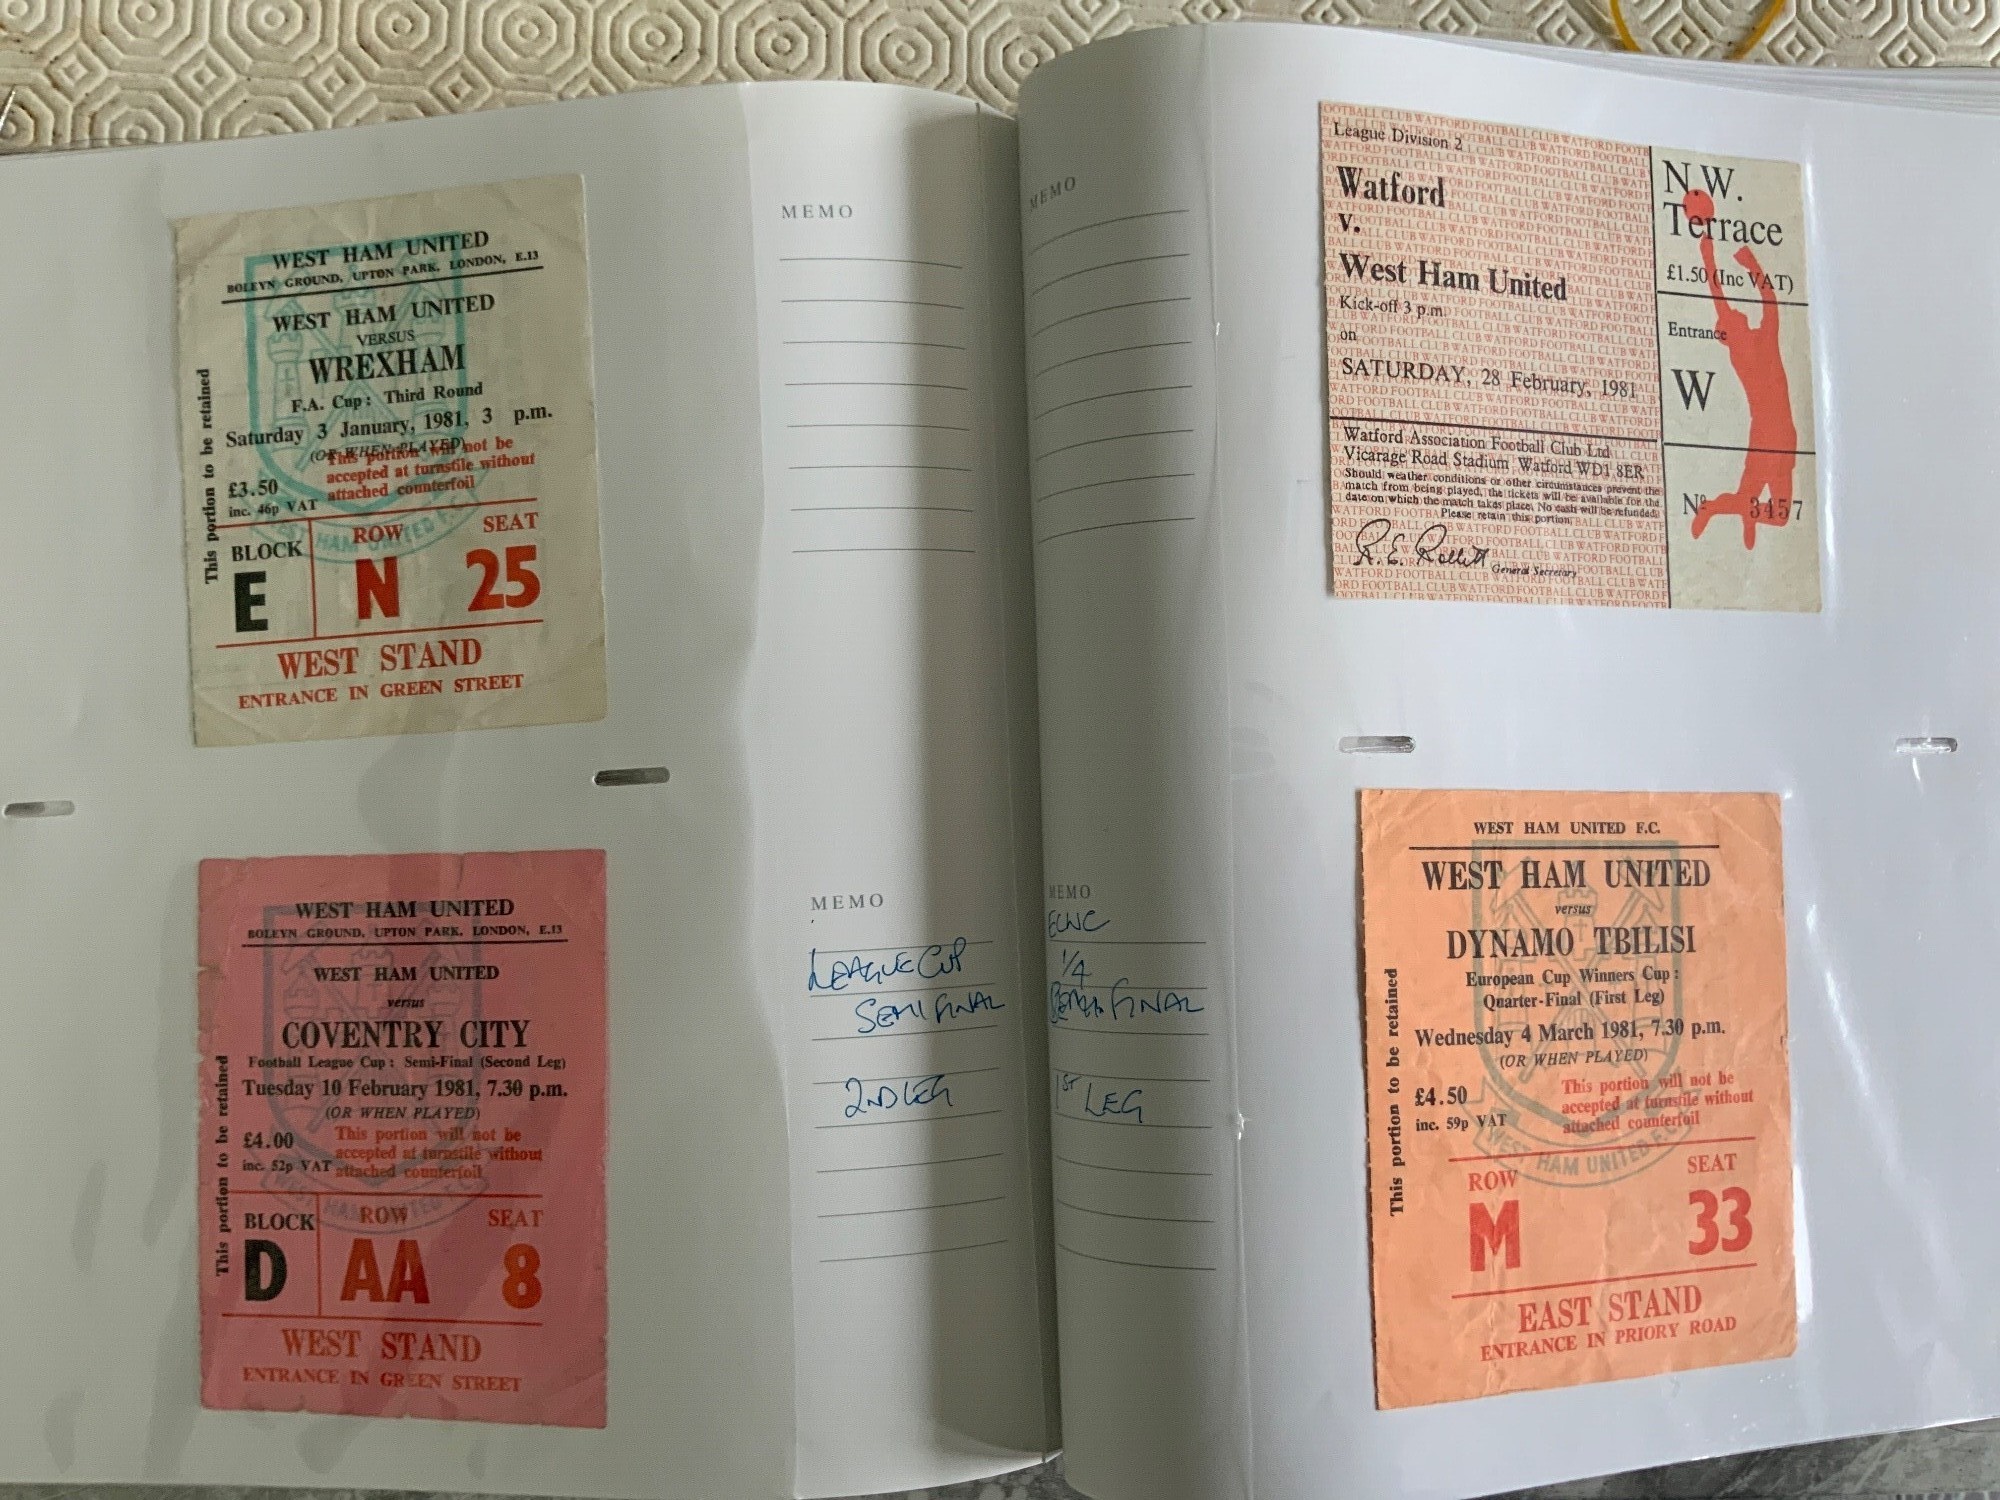 WEST HAM UNITED
BOLEYN GROUND, UPTON PARK, LONDON, E.13
WEST HAM UNITED
VERSUS
WREXHAM
F.A. Cup: Third Round
Saturday 3 January, 1981, 3 p.m.
(OR WHEN PLAYED)
This portion will not be
accepted at turnstile without
attached counterfoil
£3.50
inc. 46p VAT
This portion to be retained
BLOCK ROW SEAT
E N 25
WEST STAND
ENTRANCE IN GREEN STREET
WEST HAM UNITED F.C.
MEMO
WEST HAM UNITED
BOLEYN GROUND, UPTON PARK, LONDON, E.13
WEST HAM UNITED
versus
COVENTRY CITY
Football League Cup: Semi-Final (Second Leg)
Tuesday 10 February 1981, 7.30 p.m.
(OR WHEN PLAYED)
£4.00
inc. 52p VAT
This portion will not be
accepted at turnstile without
attached counterfoil
This portion to be retained
BLOCK ROW SEAT
D AA 8
WEST STAND
ENTRANCE IN GREEN STREET
WEST HAM UNITED F.C.
MEMO
LEAGUE CUP
SEMI FINAL
2ND LEG
MEMO
League Division 2
Watford
v.
West Ham United
Kick-off 3 p.m.
on
SATURDAY, 28 February, 1981
Watford Association Football Club Ltd
Vicarage Road Stadium Watford WD1 8ER
Should weather conditions or other circumstances prevent the
match from being played, the tickets will be available for the
date on which the match takes place. No cash will be refunded.
Please retain this portion.
General Secretary
N.W.
Terrace
£1.50 (Inc VAT)
Entrance
W
Nº 3457
MEMO
ECWC
1/4
FINAL
1ST LEG
WEST HAM UNITED F.C.
WEST HAM UNITED
versus
DYNAMO TBILISI
European Cup Winners Cup:
Quarter-Final (First Leg)
Wednesday 4 March 1981, 7.30 p.m.
(OR WHEN PLAYED)
£4.50
inc. 59p VAT
This portion will not be
accepted at turnstile without
attached counterfoil
This portion to be retained
WEST HAM UNITED F.C.
ROW SEAT
M 33
EAST STAND
ENTRANCE IN PRIORY ROAD